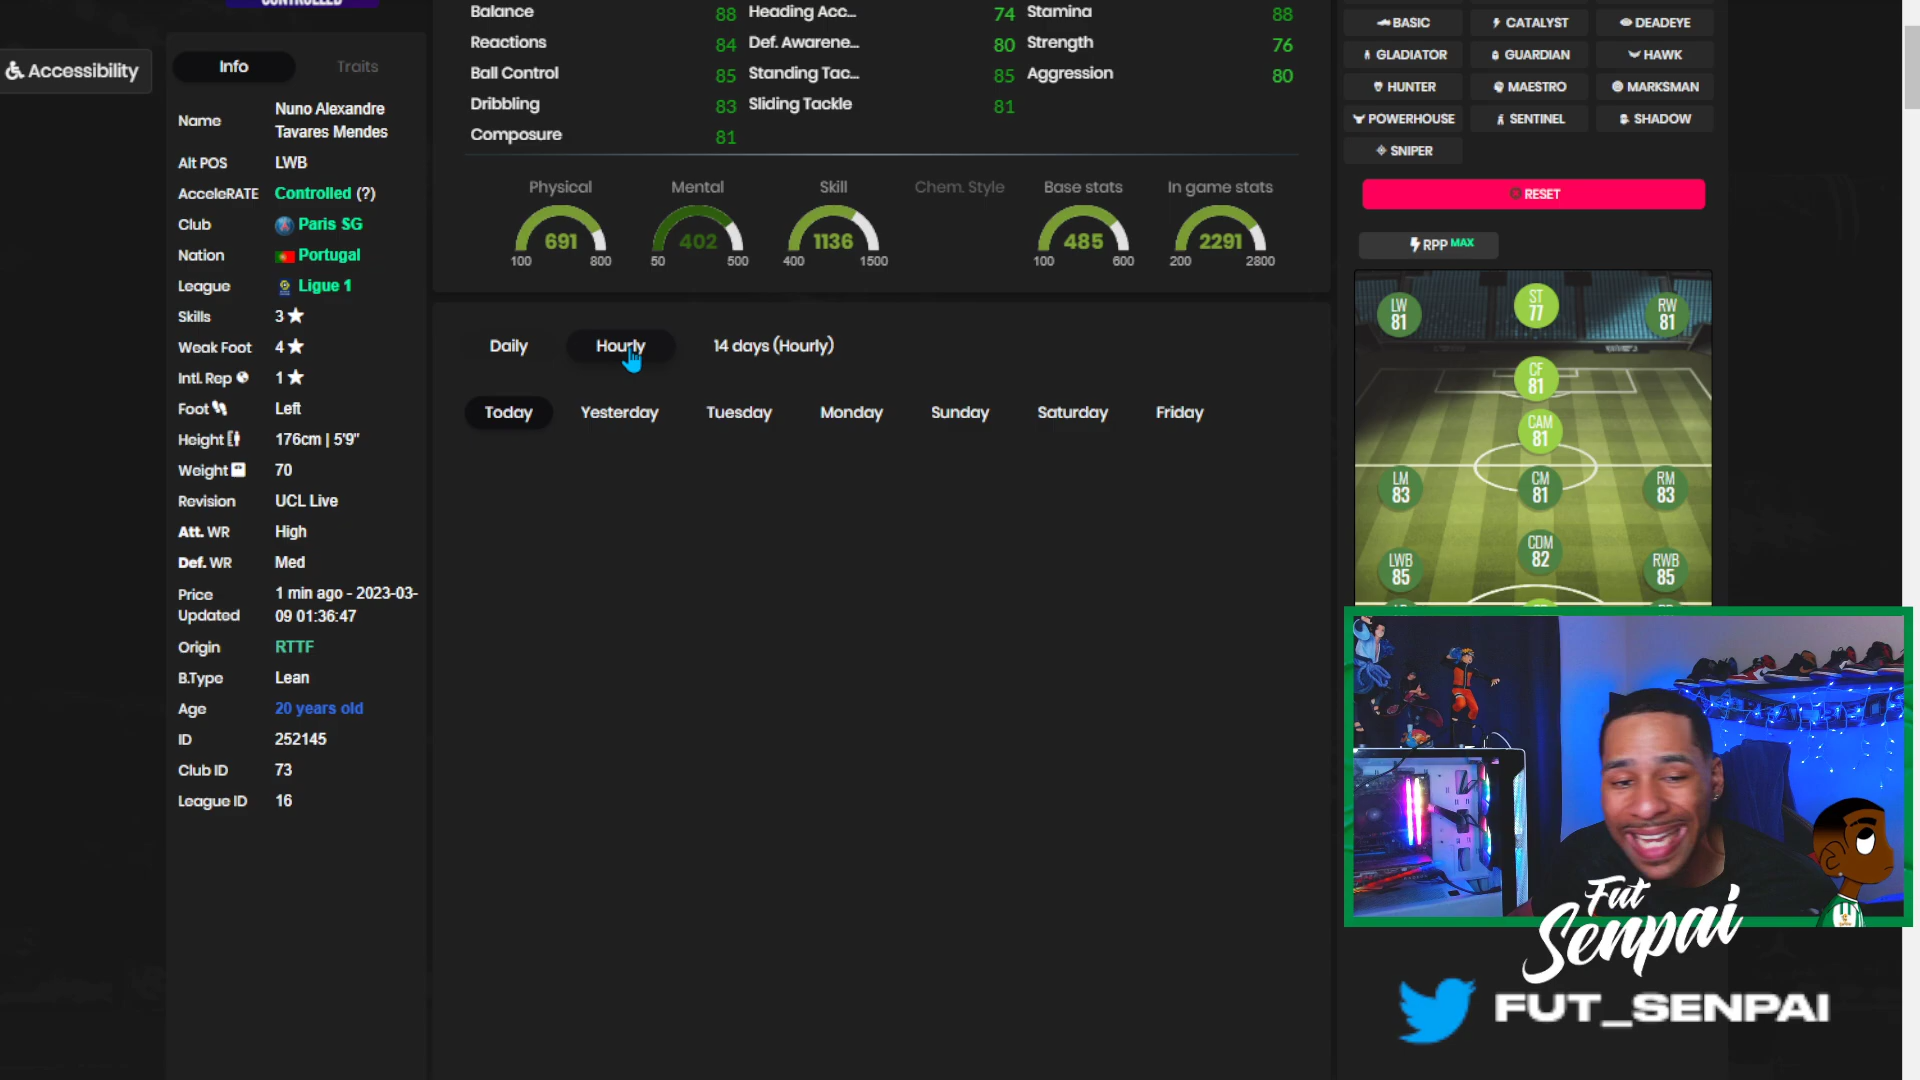 CONTROLLED
Accessibility
Info
Traits
Name Nuno Alexandre
Tavares Mendes
Alt POS LWB
AcceleRATE Controlled (?)
Club Paris SG
Nation Portugal
League Ligue 1
Skills 3
Weak Foot 4
Intl. Rep 1
Foot Left
Height 176cm | 5'9"
Weight 70
Revision UCL Live
Att. WR High
Def. WR Med
Price Updated 1 min ago - 2023-03-
09 01:36:47
Origin RTTF
B.Type Lean
Age 20 years old
ID 252145
Club ID 73
League ID 16
Balance 88 Heading Acc... 74 Stamina 88
Reactions 84 Def. Awarene... 80 Strength 76
Ball Control 85 Standing Tac... 85 Aggression 80
Dribbling 83 Sliding Tackle 81
Composure 81
Physical Mental Skill Chem. Style Base stats In game stats
691 402 1136 485 2291
100 800 50 500 400 1500 100 600 200 2800
Daily Hourly 14 days (Hourly)
Today Yesterday Tuesday Monday Sunday Saturday Friday
BASIC CATALYST DEADEYE
GLADIATOR GUARDIAN HAWK
HUNTER MAESTRO MARKSMAN
POWERHOUSE SENTINEL SHADOW
SNIPER
RESET
RPP MAX
LW 81
ST 77
RW 81
CF 81
CAM 81
LM 83
CM 81
RM 83
CDM 82
LWB 85
RWB 85
Fut
Senpai
FUT_SENPAI